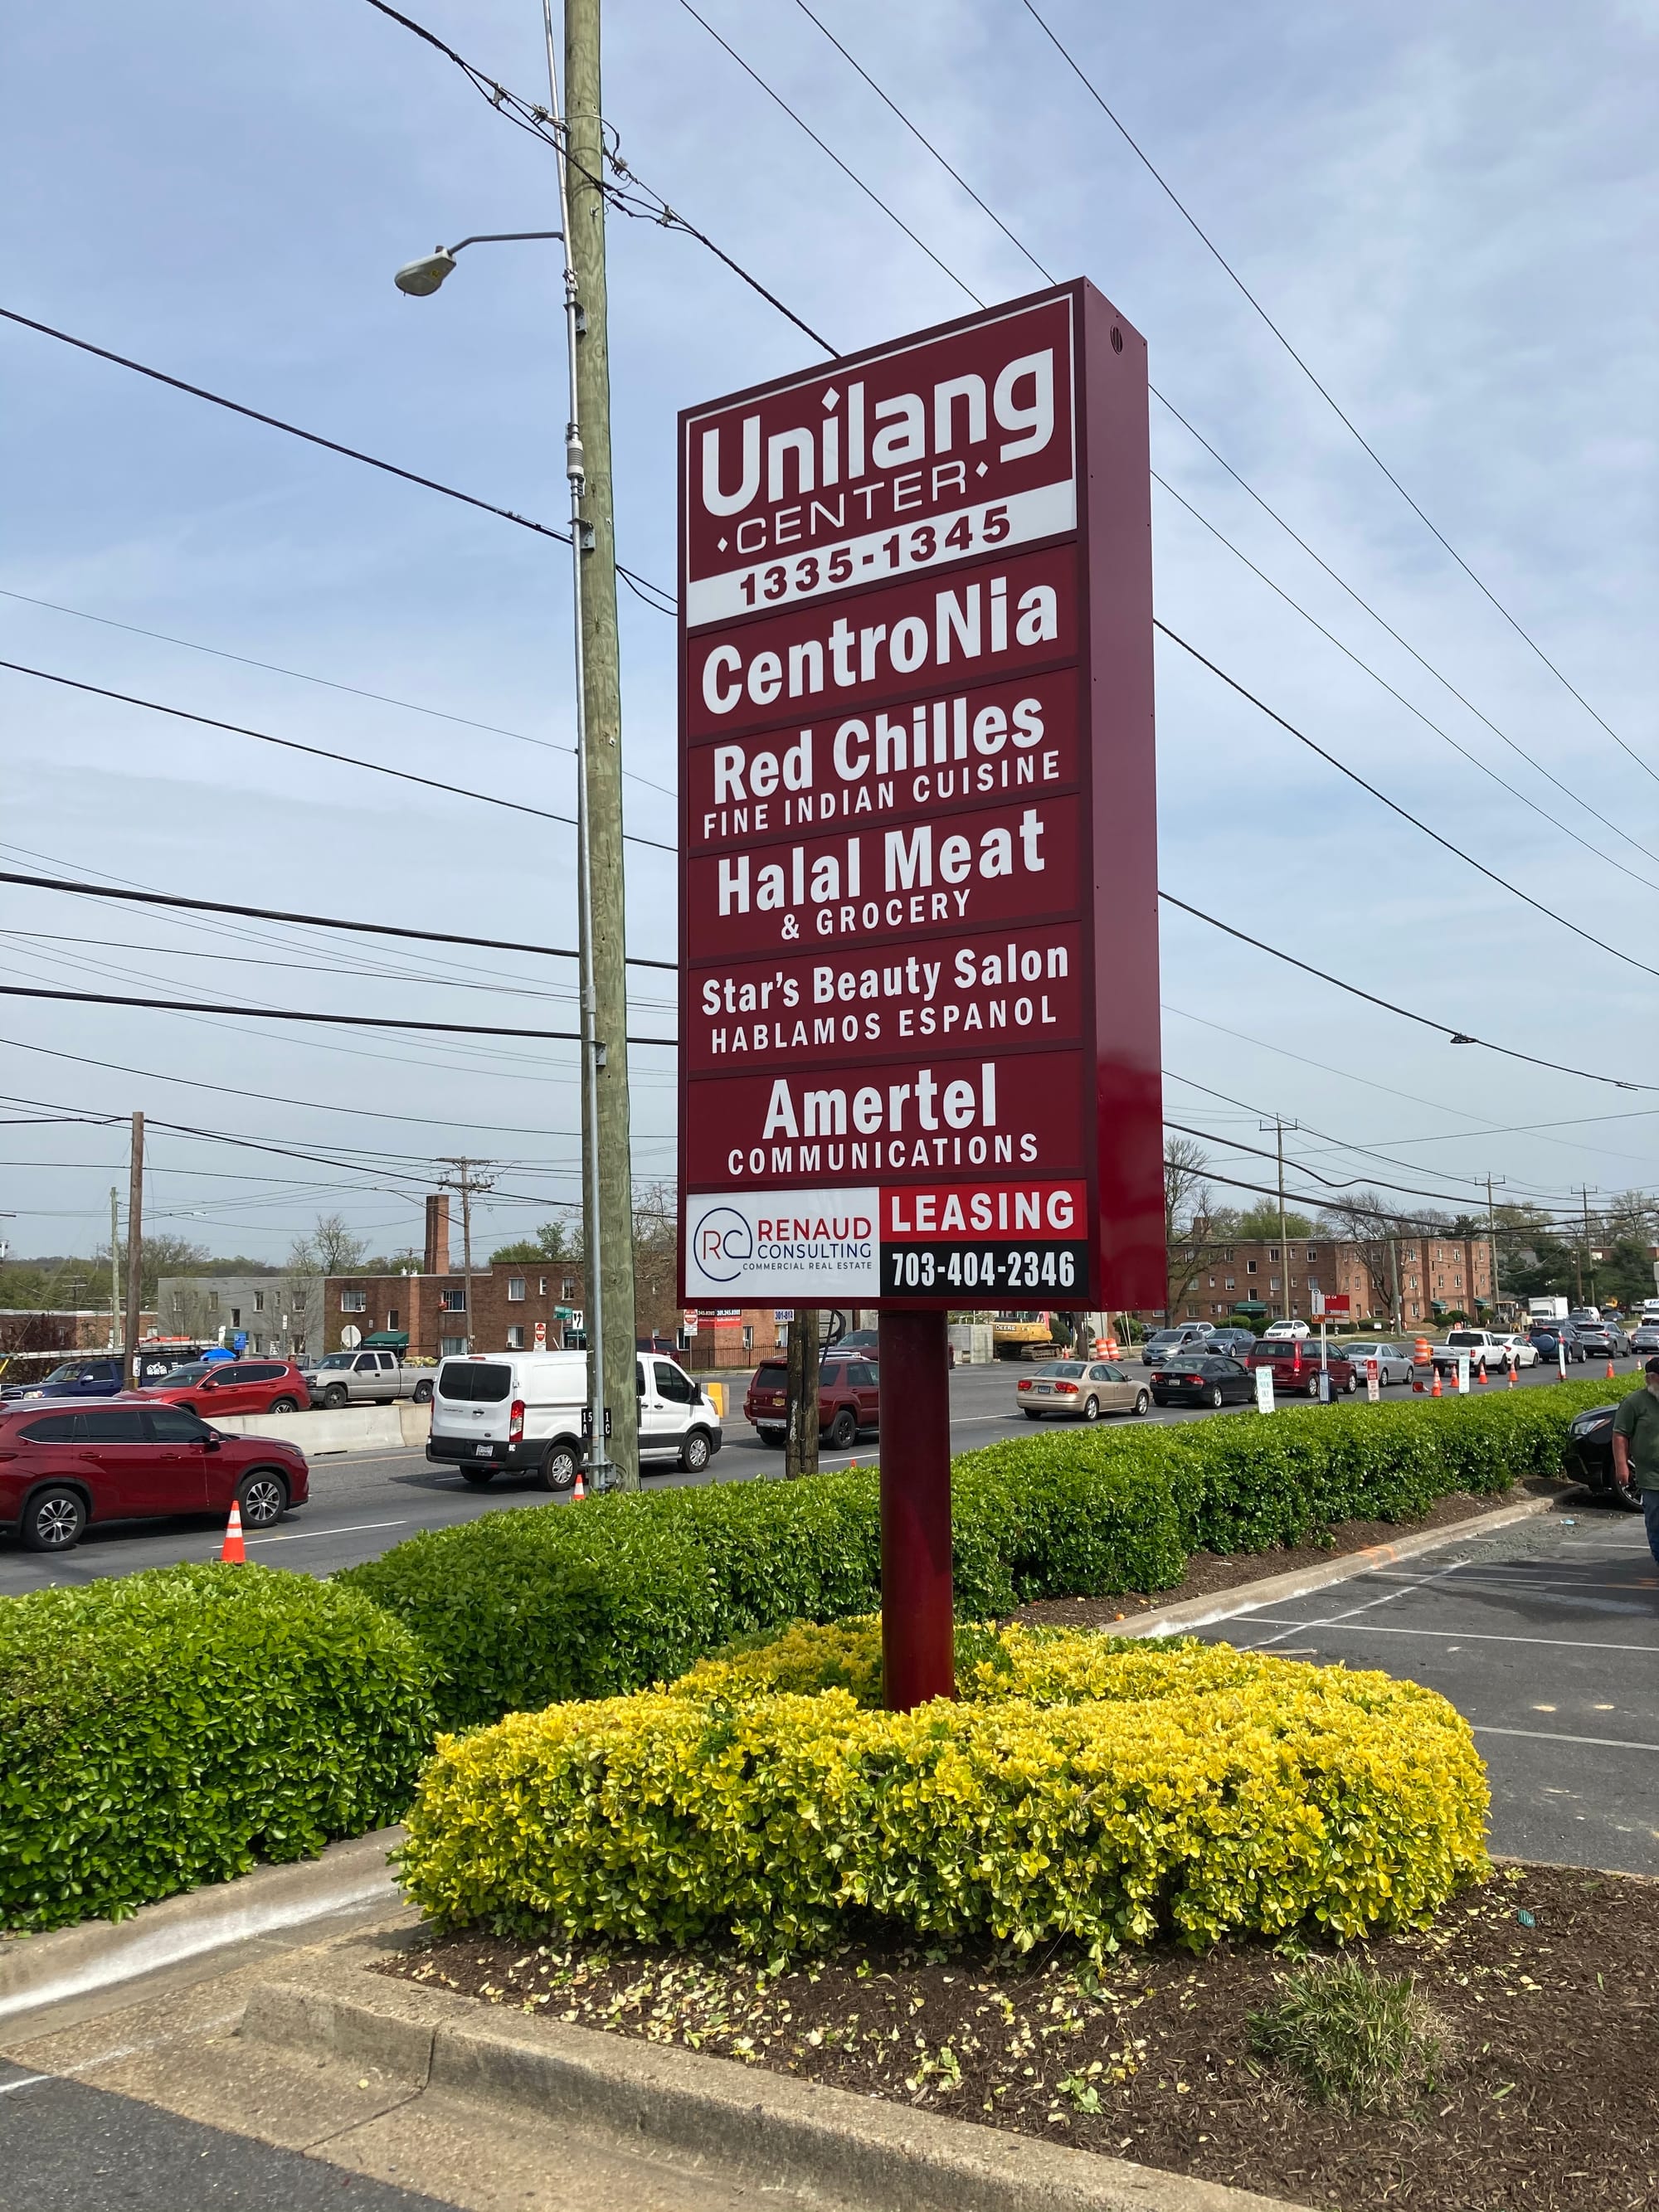 Unilang
CENTER
1335-1345
CentroNia
Red Chilles
FINE INDIAN CUISINE
Halal Meat
& GROCERY
Star's Beauty Salon
HABLAMOS ESPANOL
Amertel
COMMUNICATIONS
RC
RENAUD
CONSULTING
COMMERCIAL REAL ESTATE
LEASING
703-404-2346